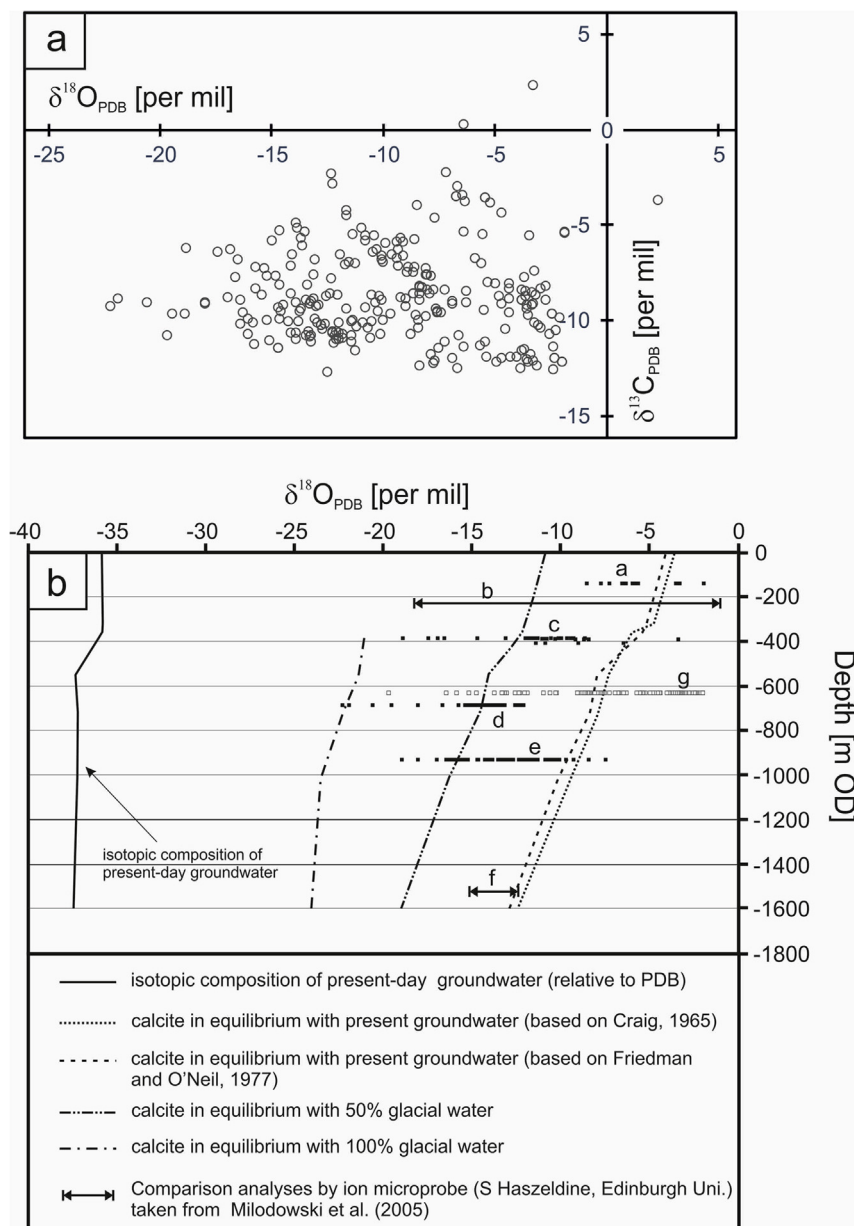 a
δ18OPDB [per mil]
5
0
-25 -20 -15 -10 -5 5
-5
-10
-15
δ13CPDB [per mil]
δ18OPDB [per mil]
-40 -35 -30 -25 -20 -15 -10 -5 0
b
0
-200
-400
-600
-800
-1000
-1200
-1400
-1600
-1800
Depth [m OD]
a
b
c
g
d
e
f
isotopic composition of
present-day groundwater
isotopic composition of present-day groundwater (relative to PDB)
calcite in equilibrium with present groundwater (based on Craig, 1965)
calcite in equilibrium with present groundwater (based on Friedman
and O'Neil, 1977)
calcite in equilibrium with 50% glacial water
calcite in equilibrium with 100% glacial water
Comparison analyses by ion microprobe (S Haszeldine, Edinburgh Uni.)
taken from Milodowski et al. (2005)